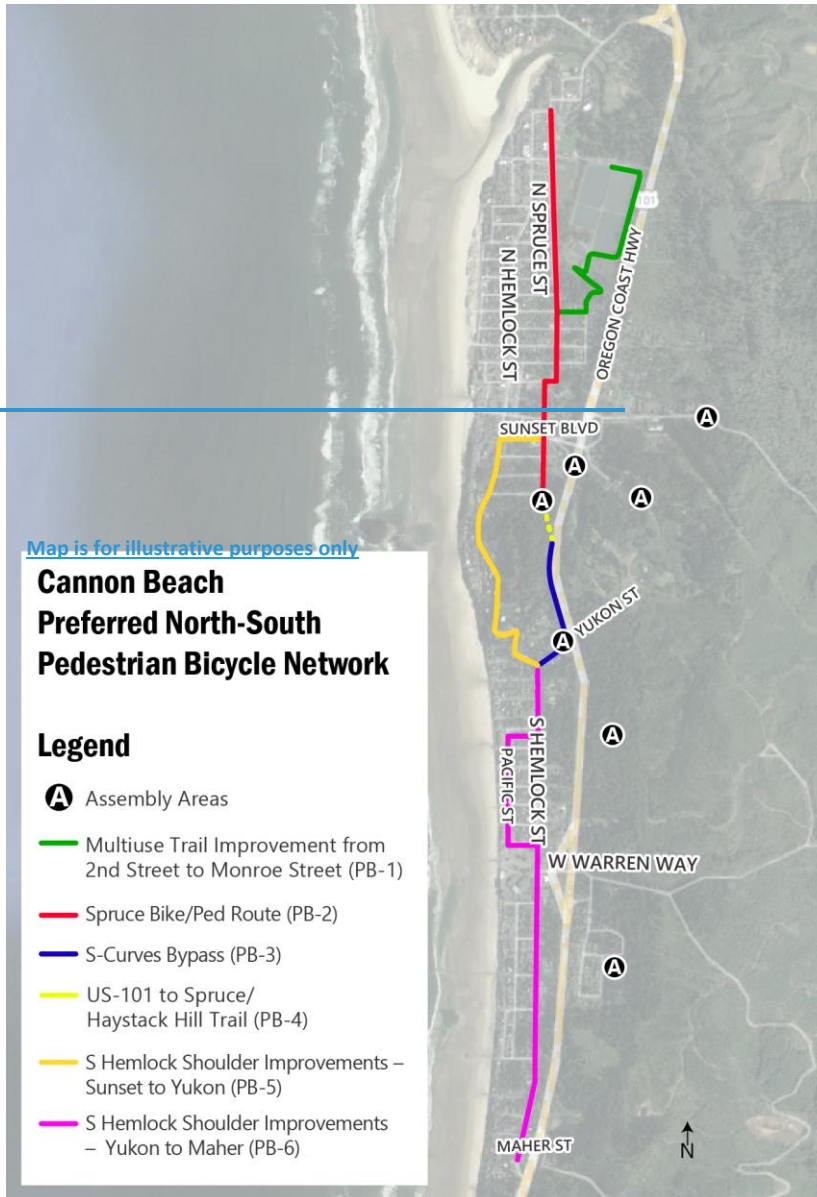 N SPRUCE ST
N HEMLOCK ST
101
OREGON COAST HWY
SUNSET BLVD
A
A
A
A
YUKON ST
A
A
S HEMLOCK ST
PACIFIC ST
W WARREN WAY
A
MAHER ST
N
Map is for illustrative purposes only
Cannon Beach
Preferred North-South
Pedestrian Bicycle Network
Legend
A Assembly Areas
Multiuse Trail Improvement from
2nd Street to Monroe Street (PB-1)
Spruce Bike/Ped Route (PB-2)
S-Curves Bypass (PB-3)
US-101 to Spruce/
Haystack Hill Trail (PB-4)
S Hemlock Shoulder Improvements –
Sunset to Yukon (PB-5)
S Hemlock Shoulder Improvements
– Yukon to Maher (PB-6)